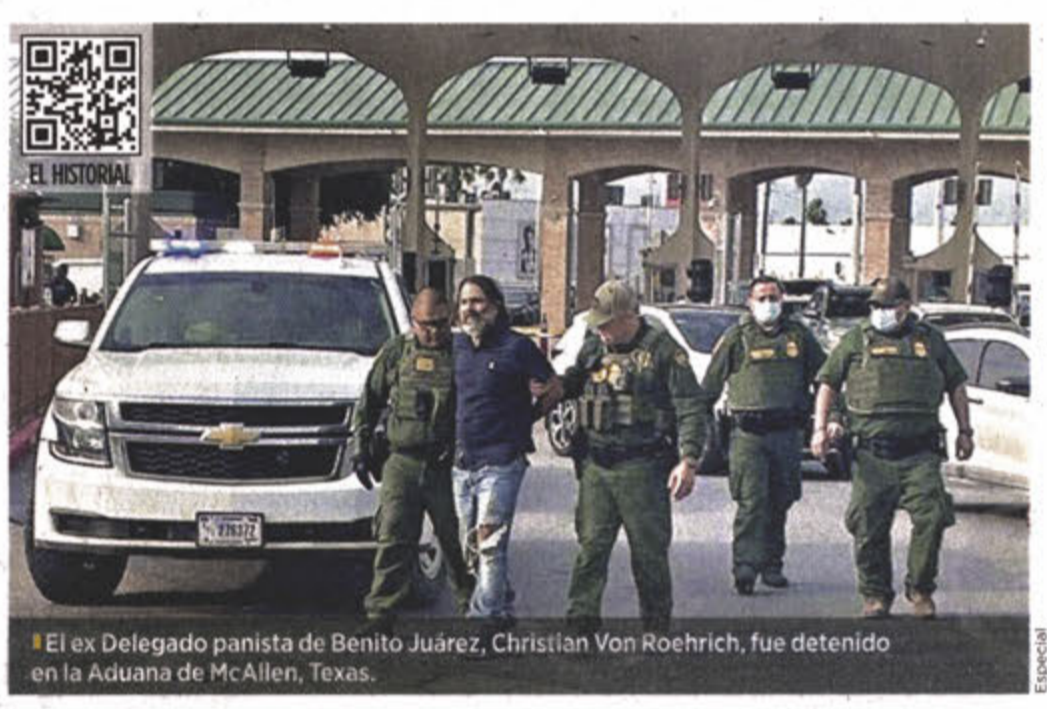 EL HISTORIAL
El ex Delegado panista de Benito Juárez, Christian Von Roehrich, fue detenido
en la Aduana de McAllen, Texas.
Especial